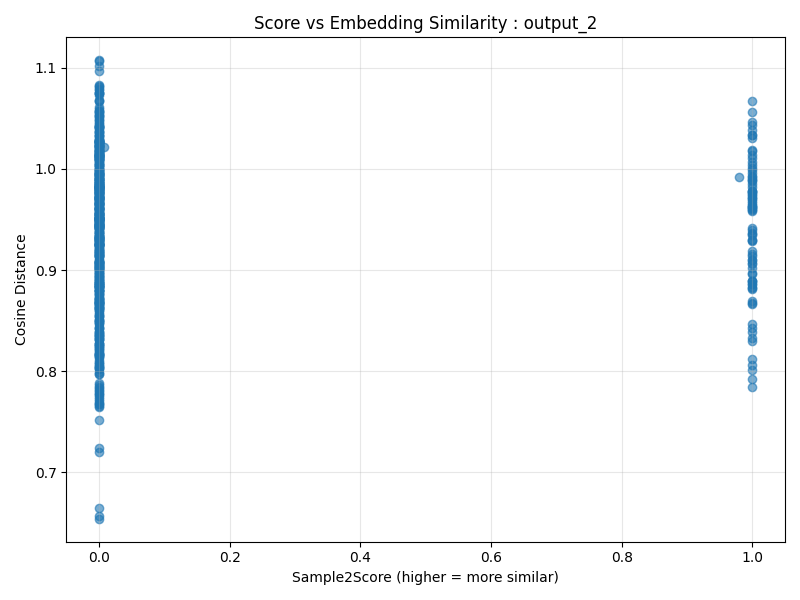 Score vs Embedding Similarity : output_2
Cosine Distance
1.1
1.0
0.9
0.8
0.7
0.0 0.2 0.4 0.6 0.8 1.0
Sample2Score (higher = more similar)